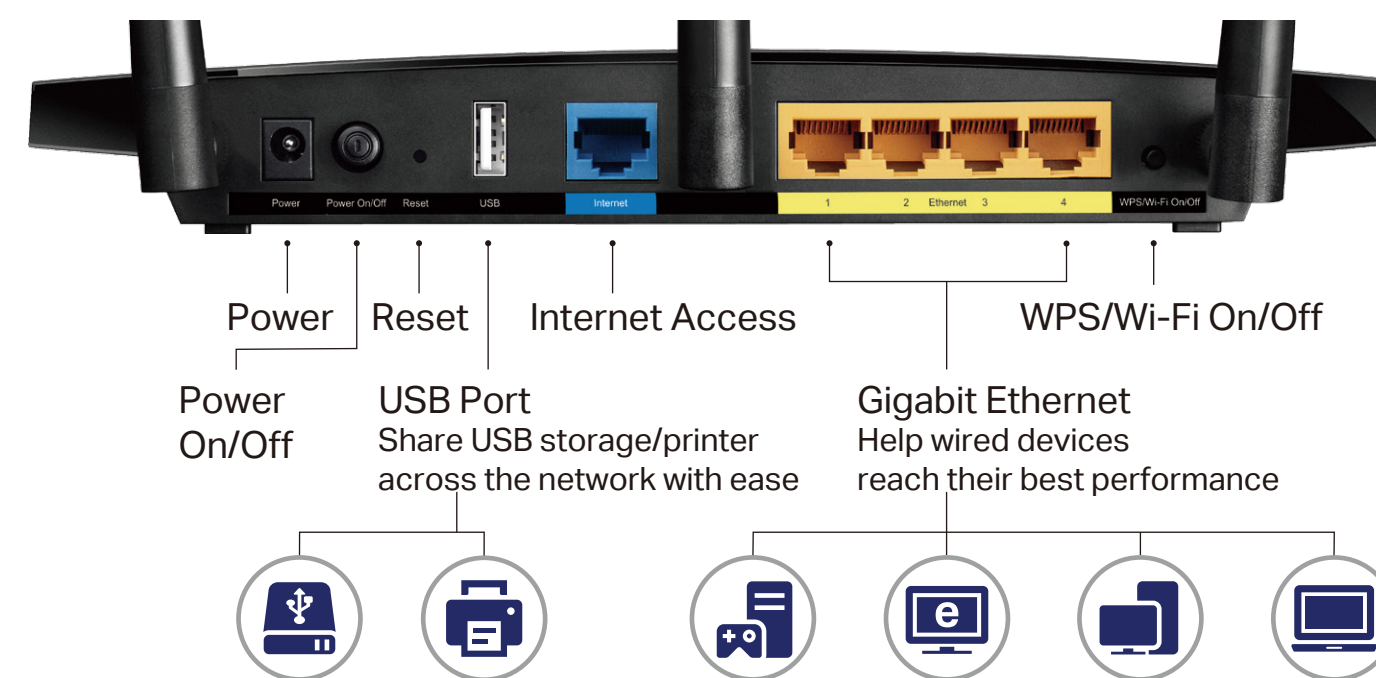 Power Power On/Off Reset USB Internet 1 2 Ethernet 3 4 WPS/Wi-Fi On/Off
Power Reset Internet Access WPS/Wi-Fi On/Off
Power
On/Off
USB Port
Share USB storage/printer
across the network with ease
Gigabit Ethernet
Help wired devices
reach their best performance
e